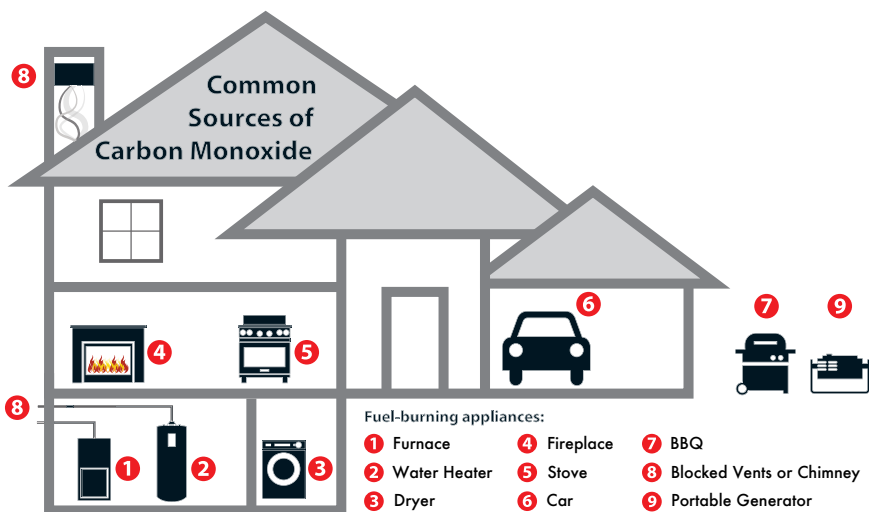 8
Common
Sources of
Carbon Monoxide
6
7
9
4
5
8
1
2
3
Fuel-burning appliances:
1 Furnace
2 Water Heater
3 Dryer
4 Fireplace
5 Stove
6 Car
7 BBQ
8 Blocked Vents or Chimney
9 Portable Generator